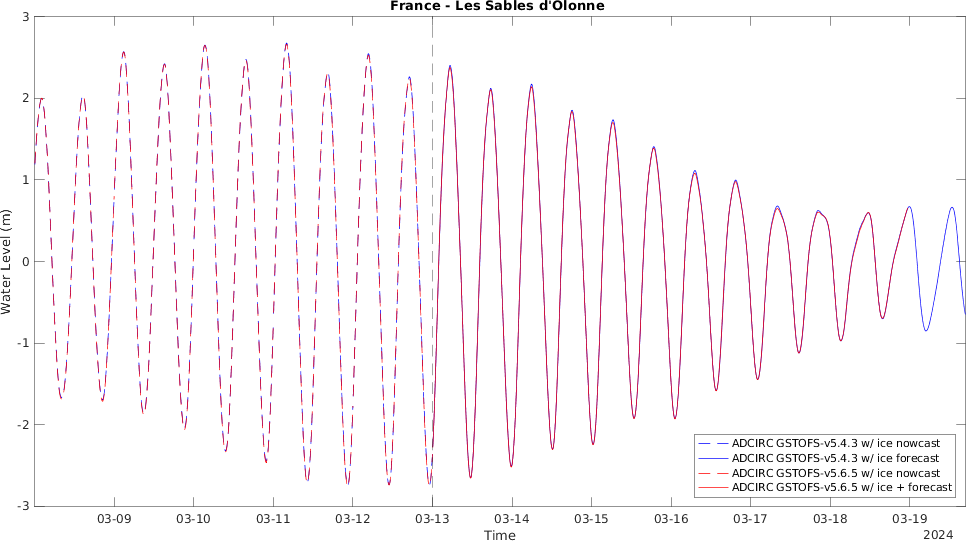 France - Les Sables d'Olonne
3
2
1
0
-1
-2
-3
Water Level (m)
ADCIRC GSTOFS-v5.4.3 w/ ice nowcast
ADCIRC GSTOFS-v5.4.3 w/ ice forecast
ADCIRC GSTOFS-v5.6.5 w/ ice nowcast
ADCIRC GSTOFS-v5.6.5 w/ ice + forecast
03-09 03-10 03-11 03-12 03-13 03-14 03-15 03-16 03-17 03-18 03-19
Time
2024